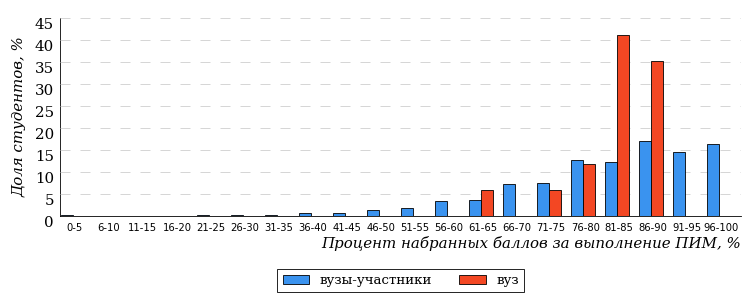 Доля студентов, %
45
40
35
30
25
20
15
10
5
0
0-5 6-10 11-15 16-20 21-25 26-30 31-35 36-40 41-45 46-50 51-55 56-60 61-65 66-70 71-75 76-80 81-85 86-90 91-95 96-100
Процент набранных баллов за выполнение ПИМ, %
вузы-участники вуз